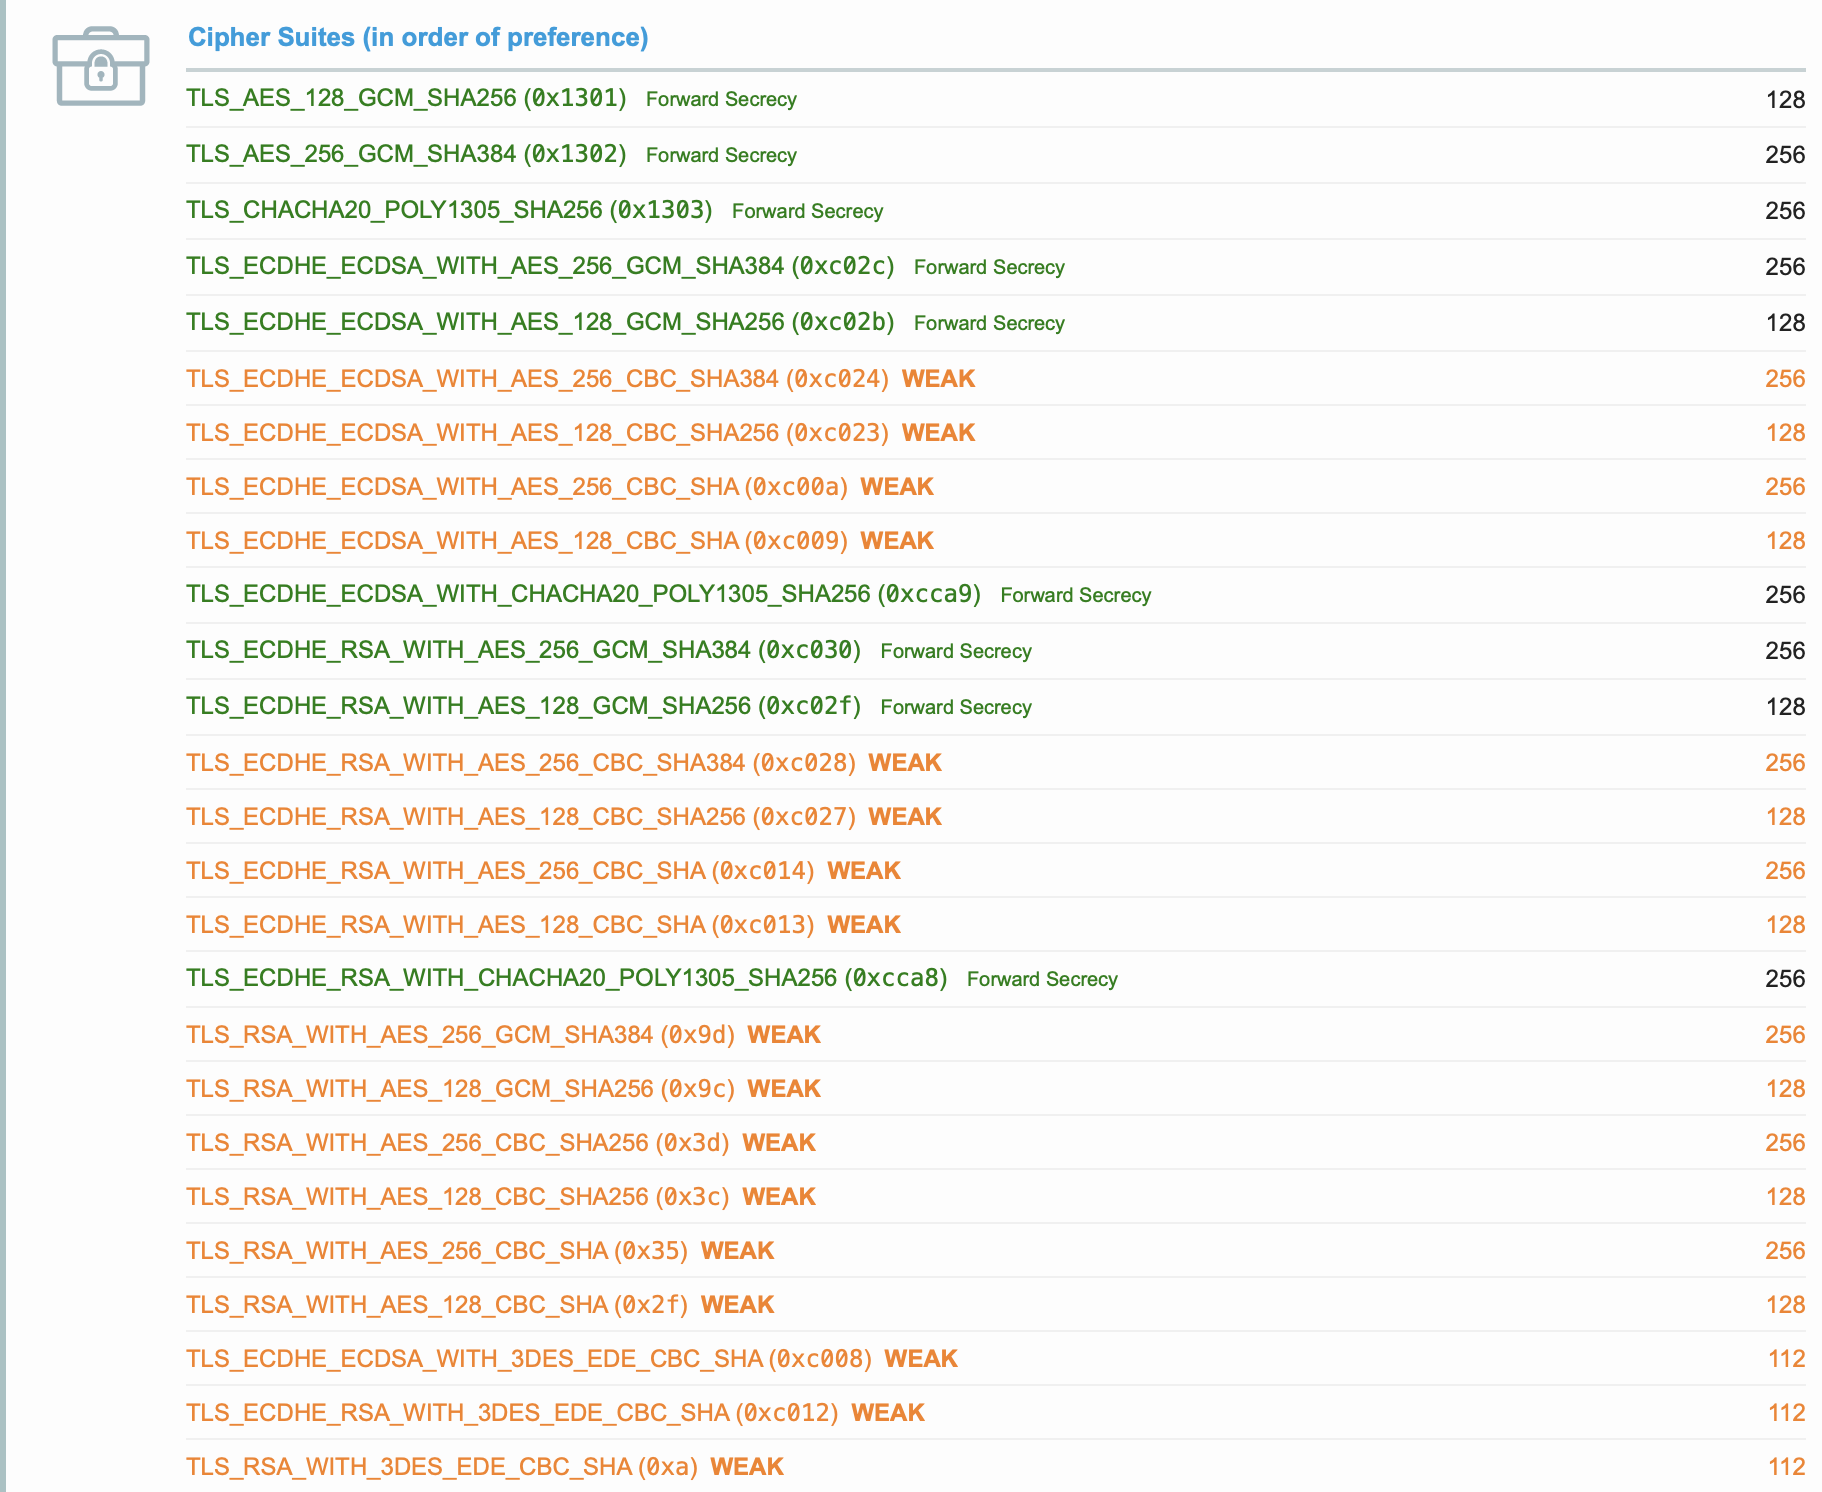 Cipher Suites (in order of preference)
TLS_AES_128_GCM_SHA256 (0x1301) Forward Secrecy 128
TLS_AES_256_GCM_SHA384 (0x1302) Forward Secrecy 256
TLS_CHACHA20_POLY1305_SHA256 (0x1303) Forward Secrecy 256
TLS_ECDHE_ECDSA_WITH_AES_256_GCM_SHA384 (0xc02c) Forward Secrecy 256
TLS_ECDHE_ECDSA_WITH_AES_128_GCM_SHA256 (0xc02b) Forward Secrecy 128
TLS_ECDHE_ECDSA_WITH_AES_256_CBC_SHA384 (0xc024) WEAK 256
TLS_ECDHE_ECDSA_WITH_AES_128_CBC_SHA256 (0xc023) WEAK 128
TLS_ECDHE_ECDSA_WITH_AES_256_CBC_SHA (0xc00a) WEAK 256
TLS_ECDHE_ECDSA_WITH_AES_128_CBC_SHA (0xc009) WEAK 128
TLS_ECDHE_ECDSA_WITH_CHACHA20_POLY1305_SHA256 (0xcca9) Forward Secrecy 256
TLS_ECDHE_RSA_WITH_AES_256_GCM_SHA384 (0xc030) Forward Secrecy 256
TLS_ECDHE_RSA_WITH_AES_128_GCM_SHA256 (0xc02f) Forward Secrecy 128
TLS_ECDHE_RSA_WITH_AES_256_CBC_SHA384 (0xc028) WEAK 256
TLS_ECDHE_RSA_WITH_AES_128_CBC_SHA256 (0xc027) WEAK 128
TLS_ECDHE_RSA_WITH_AES_256_CBC_SHA (0xc014) WEAK 256
TLS_ECDHE_RSA_WITH_AES_128_CBC_SHA (0xc013) WEAK 128
TLS_ECDHE_RSA_WITH_CHACHA20_POLY1305_SHA256 (0xcca8) Forward Secrecy 256
TLS_RSA_WITH_AES_256_GCM_SHA384 (0x9d) WEAK 256
TLS_RSA_WITH_AES_128_GCM_SHA256 (0x9c) WEAK 128
TLS_RSA_WITH_AES_256_CBC_SHA256 (0x3d) WEAK 256
TLS_RSA_WITH_AES_128_CBC_SHA256 (0x3c) WEAK 128
TLS_RSA_WITH_AES_256_CBC_SHA (0x35) WEAK 256
TLS_RSA_WITH_AES_128_CBC_SHA (0x2f) WEAK 128
TLS_ECDHE_ECDSA_WITH_3DES_EDE_CBC_SHA (0xc008) WEAK 112
TLS_ECDHE_RSA_WITH_3DES_EDE_CBC_SHA (0xc012) WEAK 112
TLS_RSA_WITH_3DES_EDE_CBC_SHA (0xa) WEAK 112